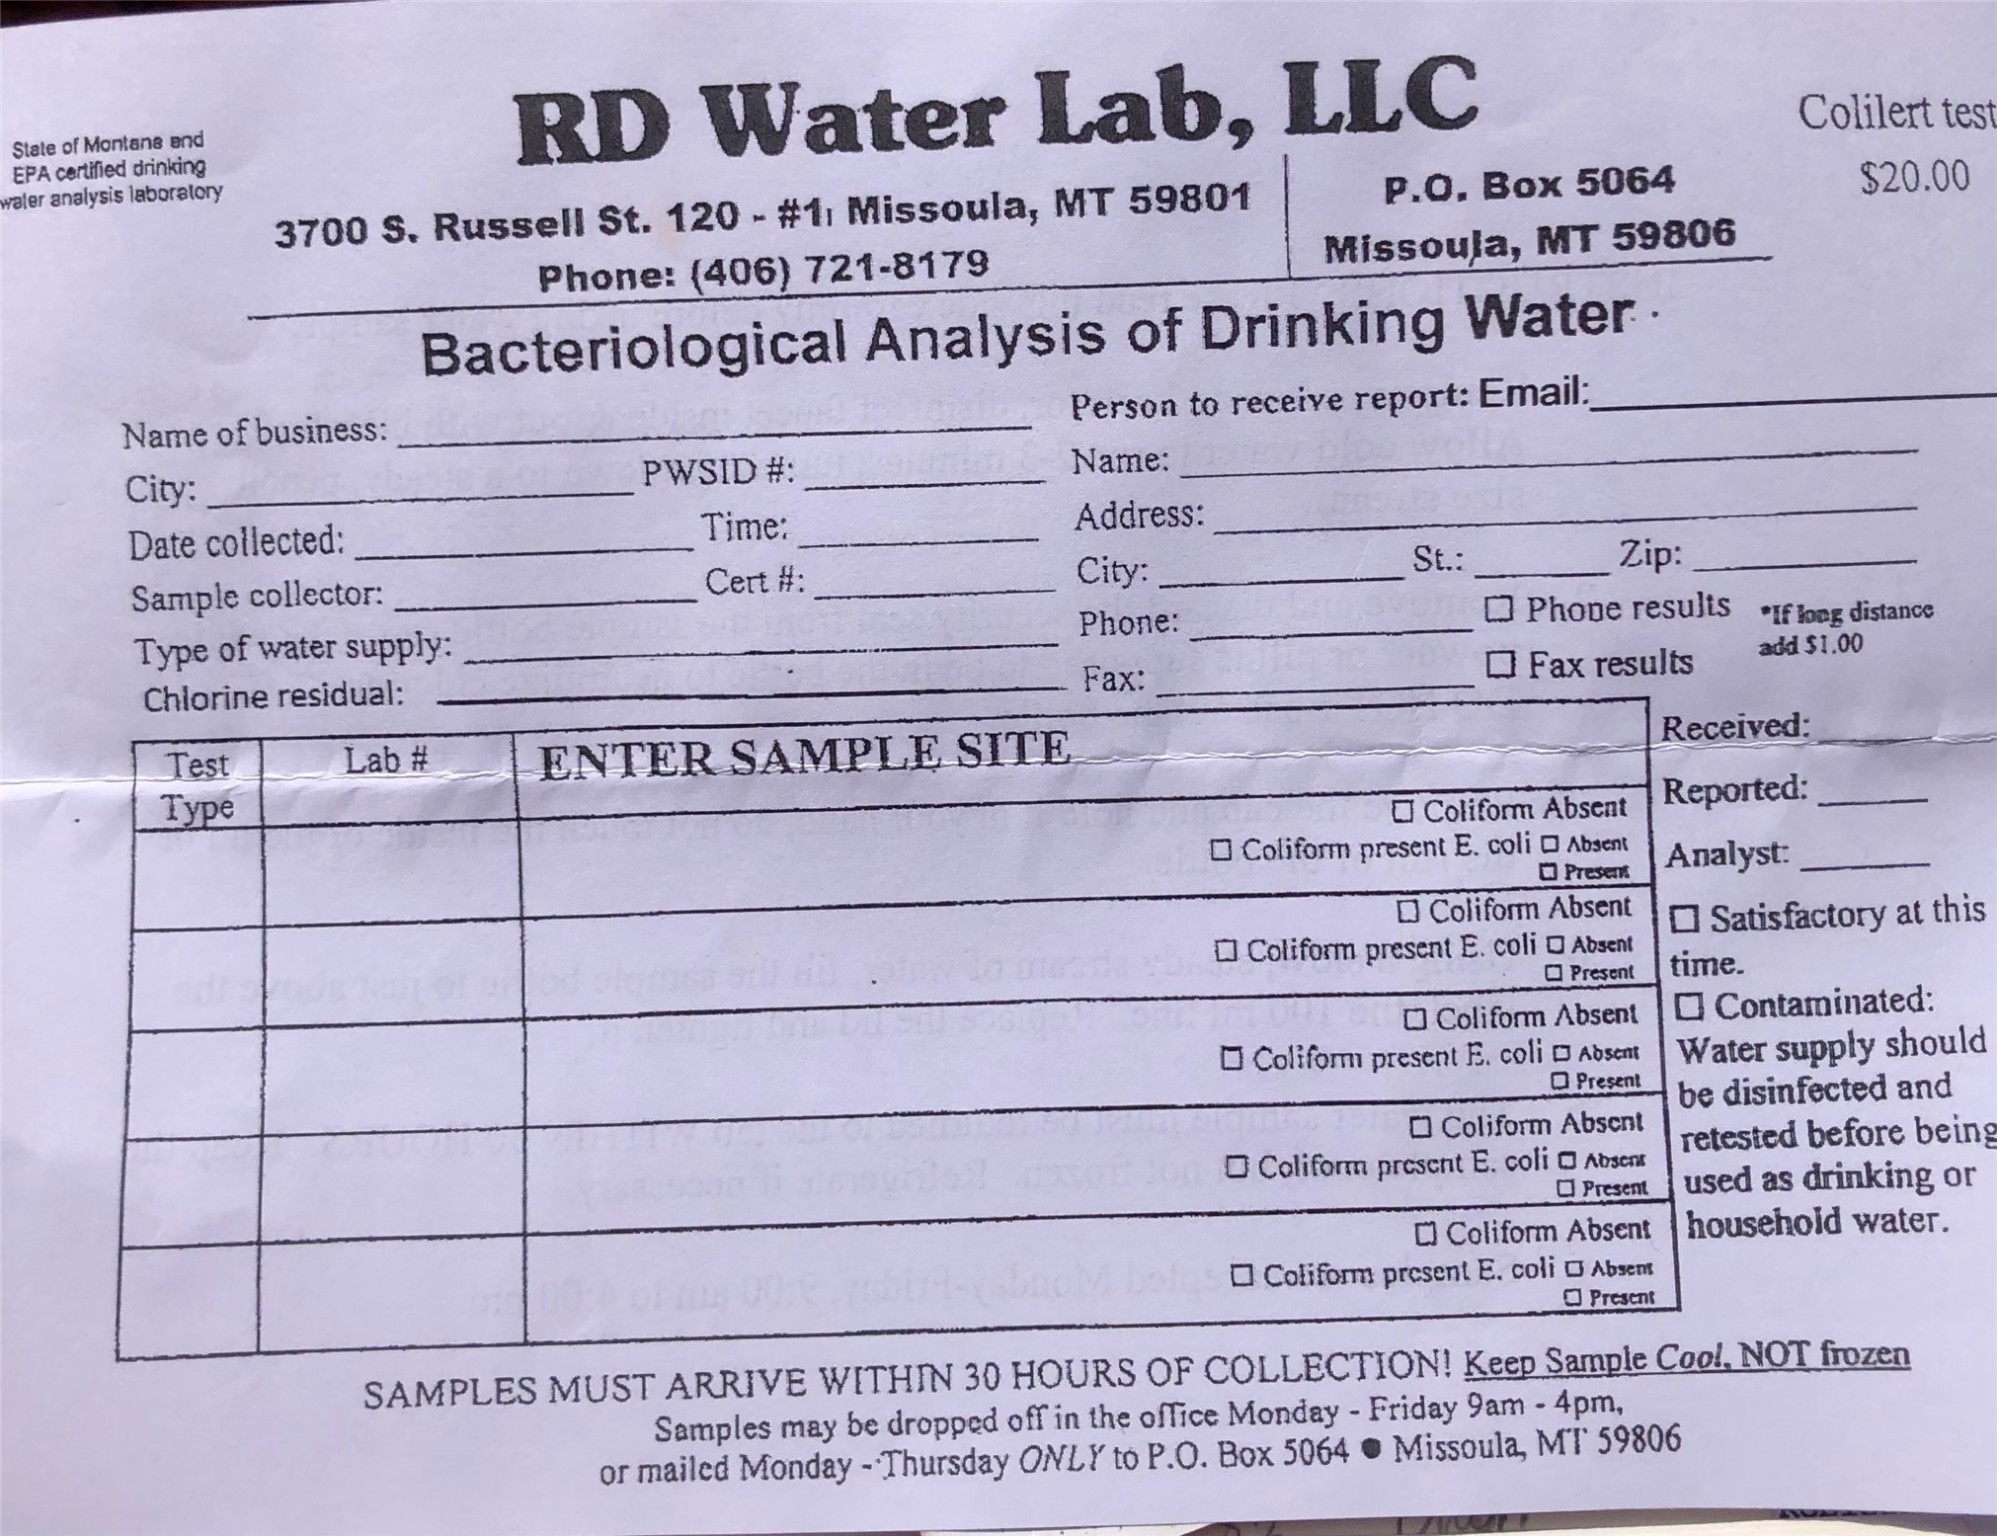 State of Montana and
EPA certified drinking
water analysis laboratory
RD Water Lab, LLC
Colilert test
$20.00
3700 S. Russell St. 120 - #1, Missoula, MT 59801
Phone: (406) 721-8179
P.O. Box 5064
Missoula, MT 59806
Bacteriological Analysis of Drinking Water
Name of business:
City: PWSID #:
Date collected: Time:
Sample collector: Cert #:
Type of water supply:
Chlorine residual:
Person to receive report: Email:
Name:
Address:
City: St.: Zip:
Phone: ☐ Phone results *If long distance
add $1.00
Fax: ☐ Fax results
Test
Type
Lab #
ENTER SAMPLE SITE
☐ Coliform Absent
☐ Coliform present E. coli ☐ Absent
☐ Present
☐ Coliform Absent
☐ Coliform present E. coli ☐ Absent
☐ Present
☐ Coliform Absent
☐ Coliform present E. coli ☐ Absent
☐ Present
☐ Coliform Absent
☐ Coliform present E. coli ☐ Absent
☐ Present
☐ Coliform Absent
☐ Coliform present E. coli ☐ Absent
☐ Present
Received:
Reported:
Analyst:
☐ Satisfactory at this
time.
☐ Contaminated:
Water supply should
be disinfected and
retested before being
used as drinking or
household water.
SAMPLES MUST ARRIVE WITHIN 30 HOURS OF COLLECTION! Keep Sample Cool, NOT frozen
Samples may be dropped off in the office Monday - Friday 9am - 4pm,
or mailed Monday - Thursday ONLY to P.O. Box 5064 ● Missoula, MT 59806